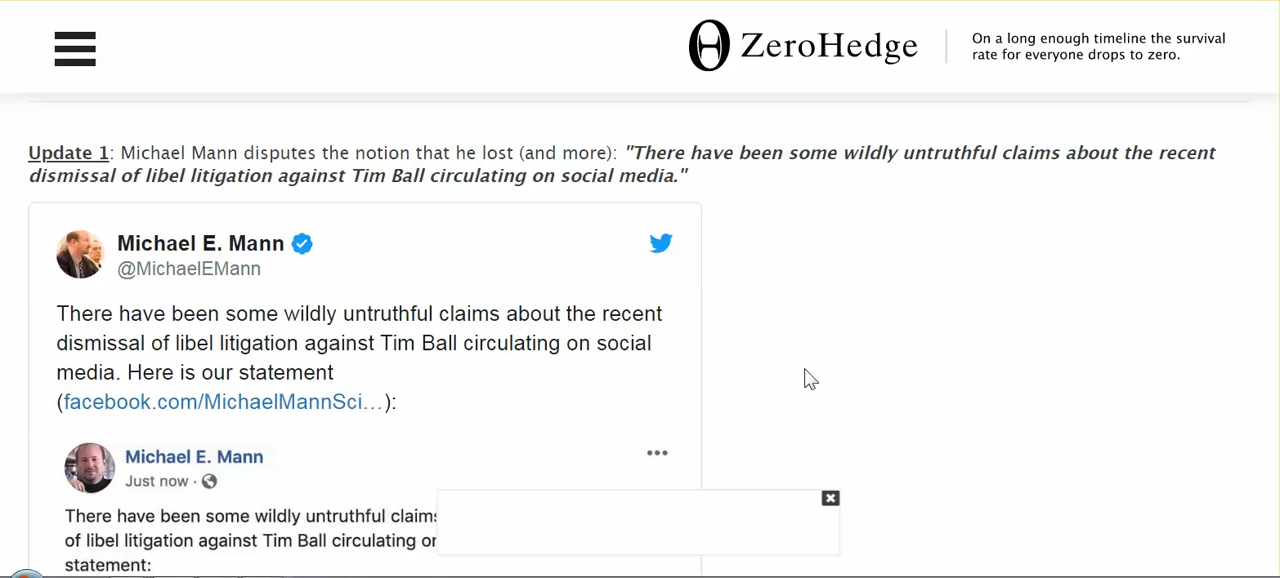 ZeroHedge
On a long enough timeline the survival
rate for everyone drops to zero.
Update 1: Michael Mann disputes the notion that he lost (and more): "There have been some wildly untruthful claims about the recent
dismissal of libel litigation against Tim Ball circulating on social media."
Michael E. Mann
@MichaelEMann
There have been some wildly untruthful claims about the recent
dismissal of libel litigation against Tim Ball circulating on social
media. Here is our statement
(facebook.com/MichaelMannSci...):
Michael E. Mann
Just now ·
There have been some wildly untruthful claims
of libel litigation against Tim Ball circulating
statement: